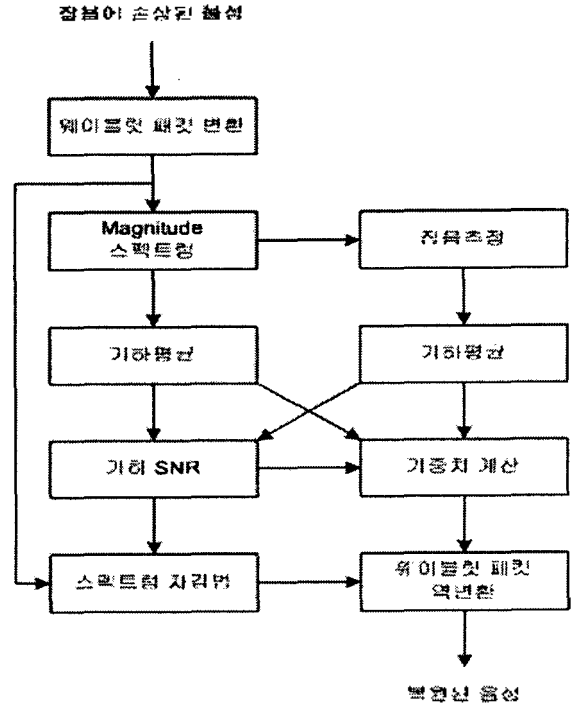 잡음이 손상된 음성
웨이블릿 패킷 변환
Magnitude
스펙트럼
잡음추정
기하평균
기하평균
기하 SNR
가중치 계산
스펙트럼 차감법
웨이블릿 패킷
역변환
복원된 음성